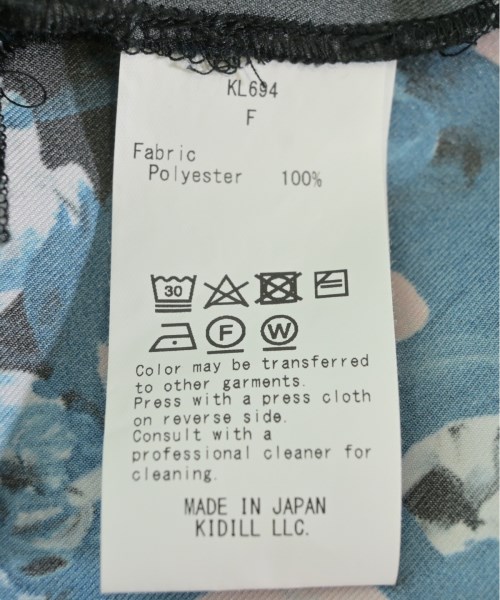 KL694
F
Fabric
Polyester 100%
30
F W
Color may be transferred
to other garments.
Press with a press cloth
on reverse side.
Consult with a
professional cleaner for
cleaning.
MADE IN JAPAN
KIDILL LLC.